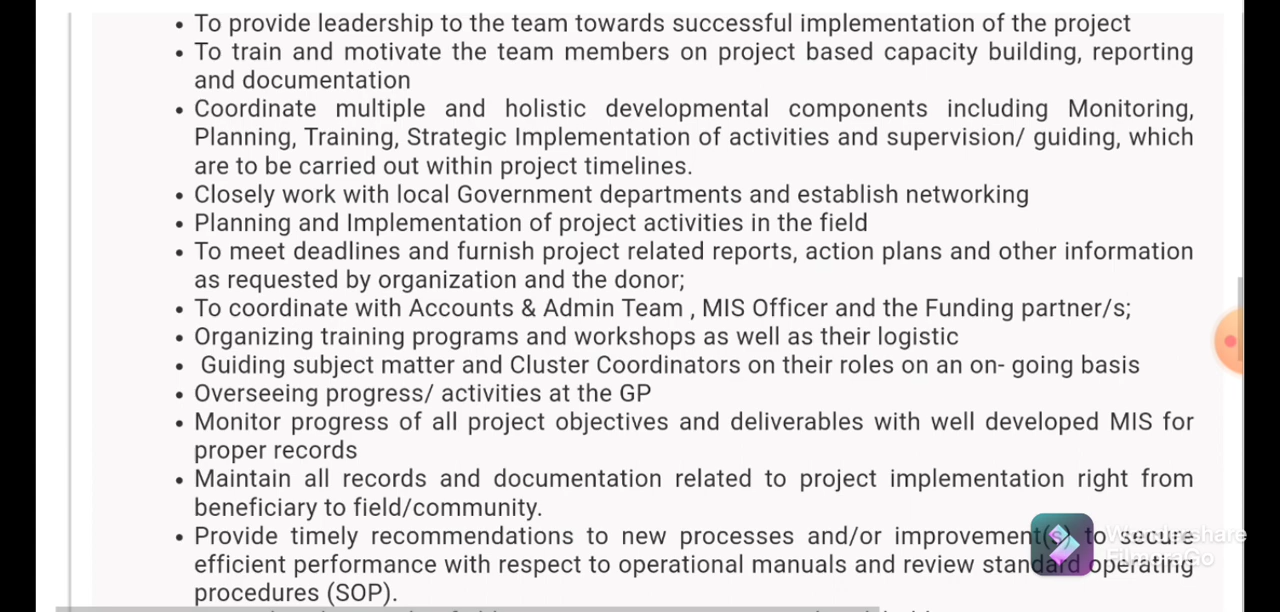 • To provide leadership to the team towards successful implementation of the project
• To train and motivate the team members on project based capacity building, reporting
and documentation
• Coordinate multiple and holistic developmental components including Monitoring,
Planning, Training, Strategic Implementation of activities and supervision/ guiding, which
are to be carried out within project timelines.
• Closely work with local Government departments and establish networking
• Planning and Implementation of project activities in the field
• To meet deadlines and furnish project related reports, action plans and other information
as requested by organization and the donor;
• To coordinate with Accounts & Admin Team , MIS Officer and the Funding partner/s;
• Organizing training programs and workshops as well as their logistic
• Guiding subject matter and Cluster Coordinators on their roles on an on- going basis
• Overseeing progress/ activities at the GP
• Monitor progress of all project objectives and deliverables with well developed MIS for
proper records
• Maintain all records and documentation related to project implementation right from
beneficiary to field/community.
• Provide timely recommendations to new processes and/or improvement(s) to secure
efficient performance with respect to operational manuals and review standard operating
procedures (SOP).
Wondershare
FilmoraGo